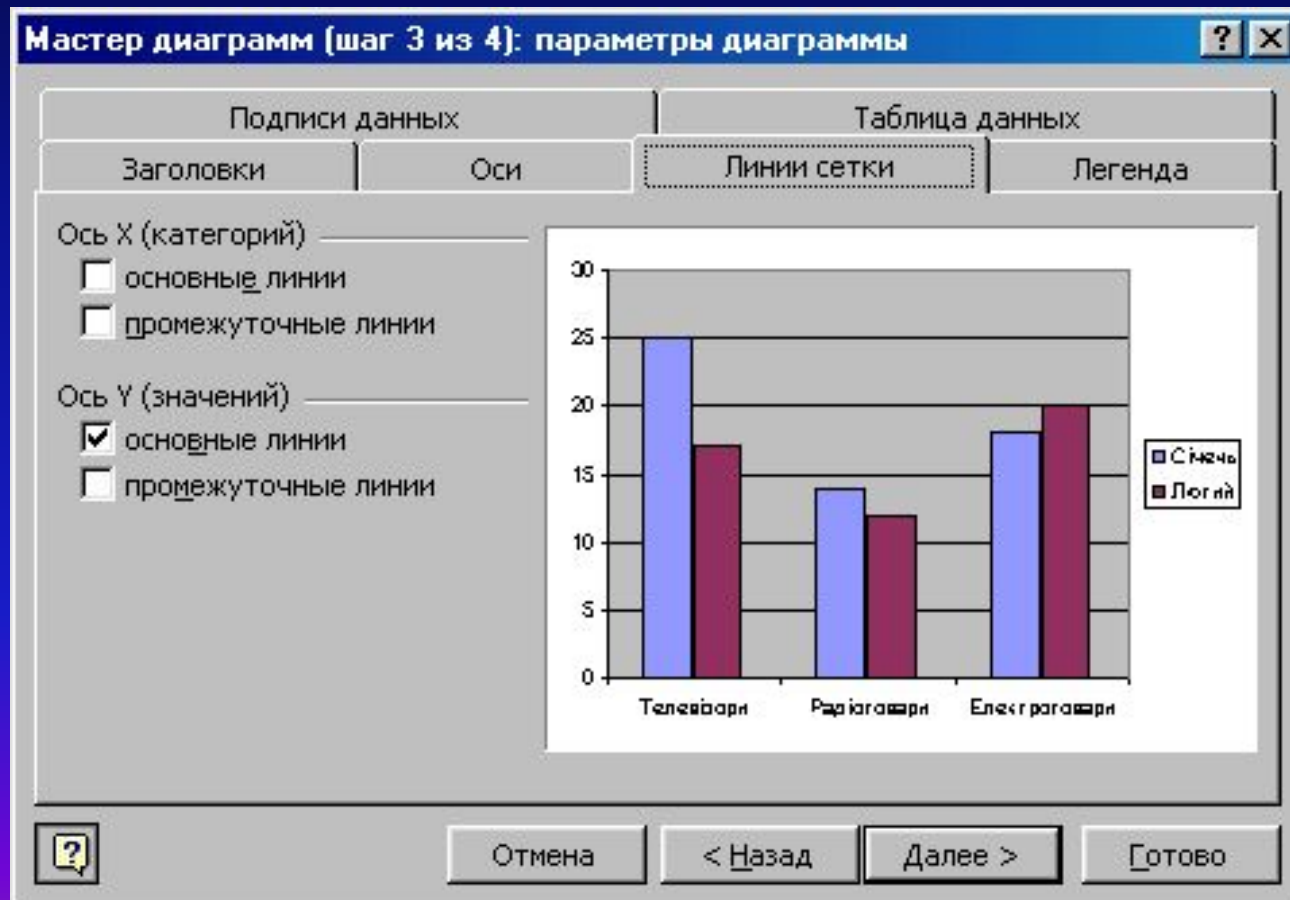 Мастер диаграмм (шаг 3 из 4): параметры диаграммы
Подписи данных
Таблица данных
Заголовки
Оси
Линии сетки
Легенда
Ось X (категорий)
основные линии
промежуточные линии
Ось Y (значений)
основные линии
промежуточные линии
30
25
20
15
10
5
0
Телевізори
Радіотовари
Електротовари
Січень
Лютий
Отмена
< Назад
Далее >
Готово